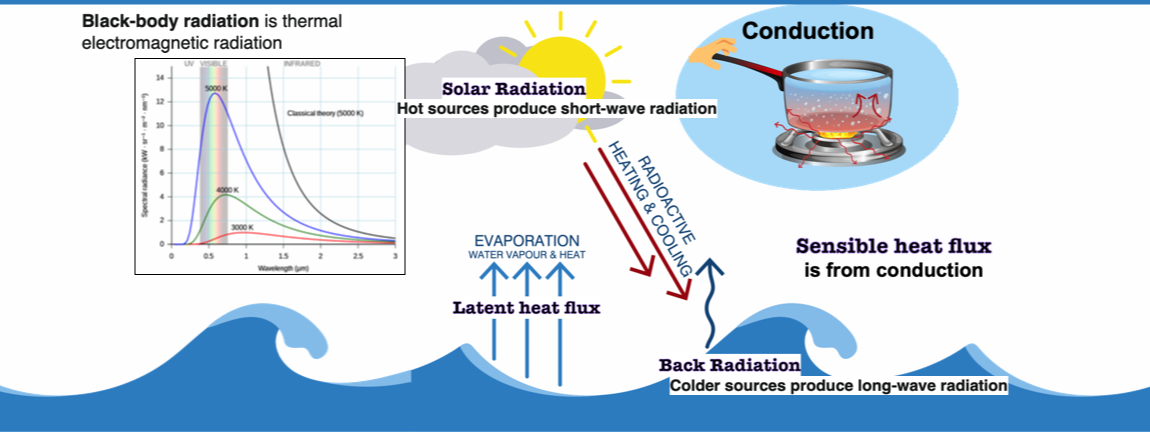 Black-body radiation is thermal
electromagnetic radiation
UV VISIBLE INFRARED
14
12
10
8
6
4
2
0
Spectral radiance (kW · sr⁻¹ · m⁻² · nm⁻¹)
5000 K
4000 K
3000 K
Classical theory (5000 K)
0 0.5 1 1.5 2 2.5 3
Wavelength (μm)
Solar Radiation
Hot sources produce short-wave radiation
Conduction
RADIOACTIVE
HEATING & COOLING
EVAPORATION
WATER VAPOUR & HEAT
Latent heat flux
Sensible heat flux
is from conduction
Back Radiation
Colder sources produce long-wave radiation